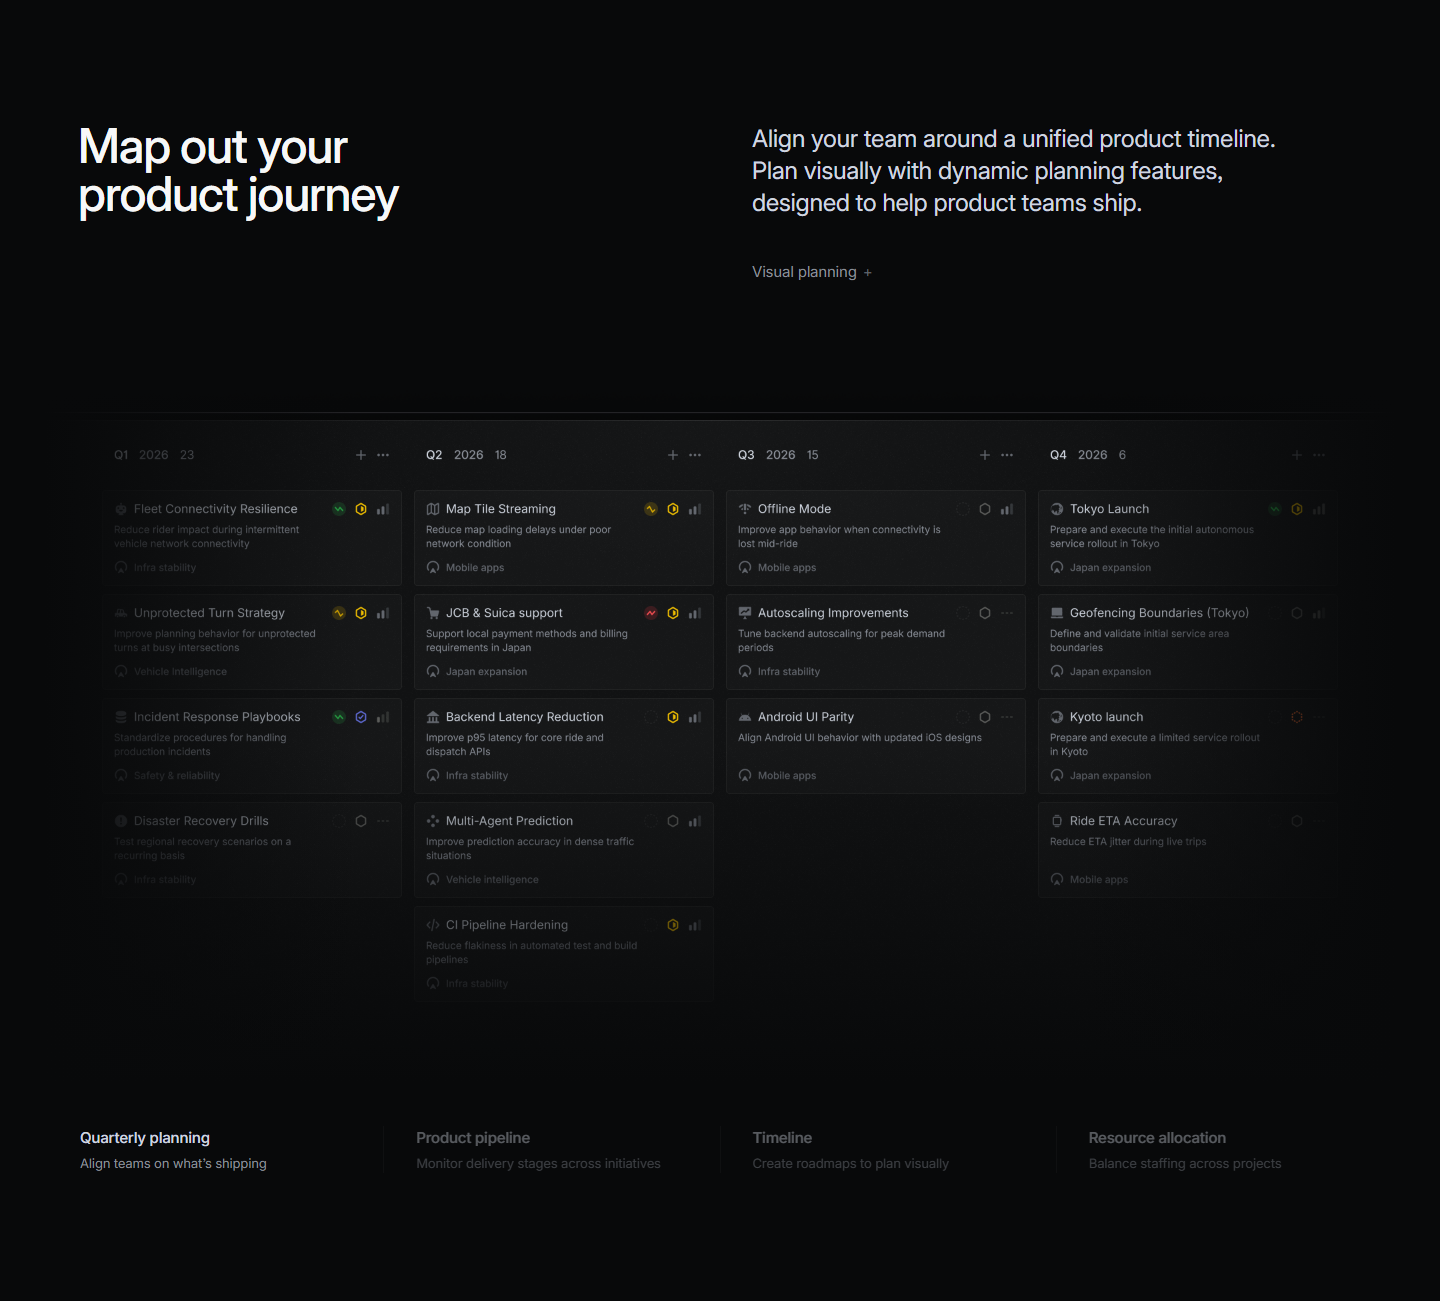 Map out your
product journey
Align your team around a unified product timeline.
Plan visually with dynamic planning features,
designed to help product teams ship.
Visual planning +
Q1 2026 23
Fleet Connectivity Resilience
Reduce rider impact during intermittent
vehicle network connectivity
Infra stability
Unprotected Turn Strategy
Improve planning behavior for unprotected
turns at busy intersections
Vehicle Intelligence
Incident Response Playbooks
Standardize procedures for handling
production incidents
Safety & reliability
Disaster Recovery Drills
Test regional recovery scenarios on a
recurring basis
Infra stability
Q2 2026 18
Map Tile Streaming
Reduce map loading delays under poor
network condition
Mobile apps
JCB & Suica support
Support local payment methods and billing
requirements in Japan
Japan expansion
Backend Latency Reduction
Improve p95 latency for core ride and
dispatch APIs
Infra stability
Multi-Agent Prediction
Improve prediction accuracy in dense traffic
situations
Vehicle intelligence
CI Pipeline Hardening
Reduce flakiness in automated test and build
pipelines
Infra stability
Q3 2026 15
Offline Mode
Improve app behavior when connectivity is
lost mid-ride
Mobile apps
Autoscaling Improvements
Tune backend autoscaling for peak demand
periods
Infra stability
Android UI Parity
Align Android UI behavior with updated iOS designs
Mobile apps
Q4 2026 6
Tokyo Launch
Prepare and execute the initial autonomous
service rollout in Tokyo
Japan expansion
Geofencing Boundaries (Tokyo)
Define and validate initial service area
boundaries
Japan expansion
Kyoto launch
Prepare and execute a limited service rollout
in Kyoto
Japan expansion
Ride ETA Accuracy
Reduce ETA jitter during live trips
Mobile apps
Quarterly planning
Align teams on what's shipping
Product pipeline
Monitor delivery stages across initiatives
Timeline
Create roadmaps to plan visually
Resource allocation
Balance staffing across projects